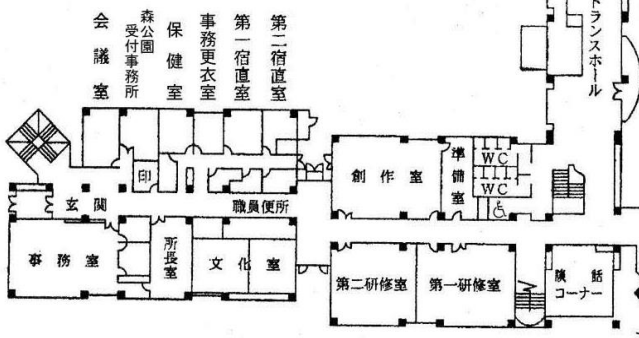 会議室
森公園
受付事務所
保健室
事務更衣室
第一宿直室
第二宿直室
トランスホール
印
創作室
準備室
WC
WC
玄関
職員便所
事務室
所長室
文化室
第二研修室
第一研修室
談話
コーナー